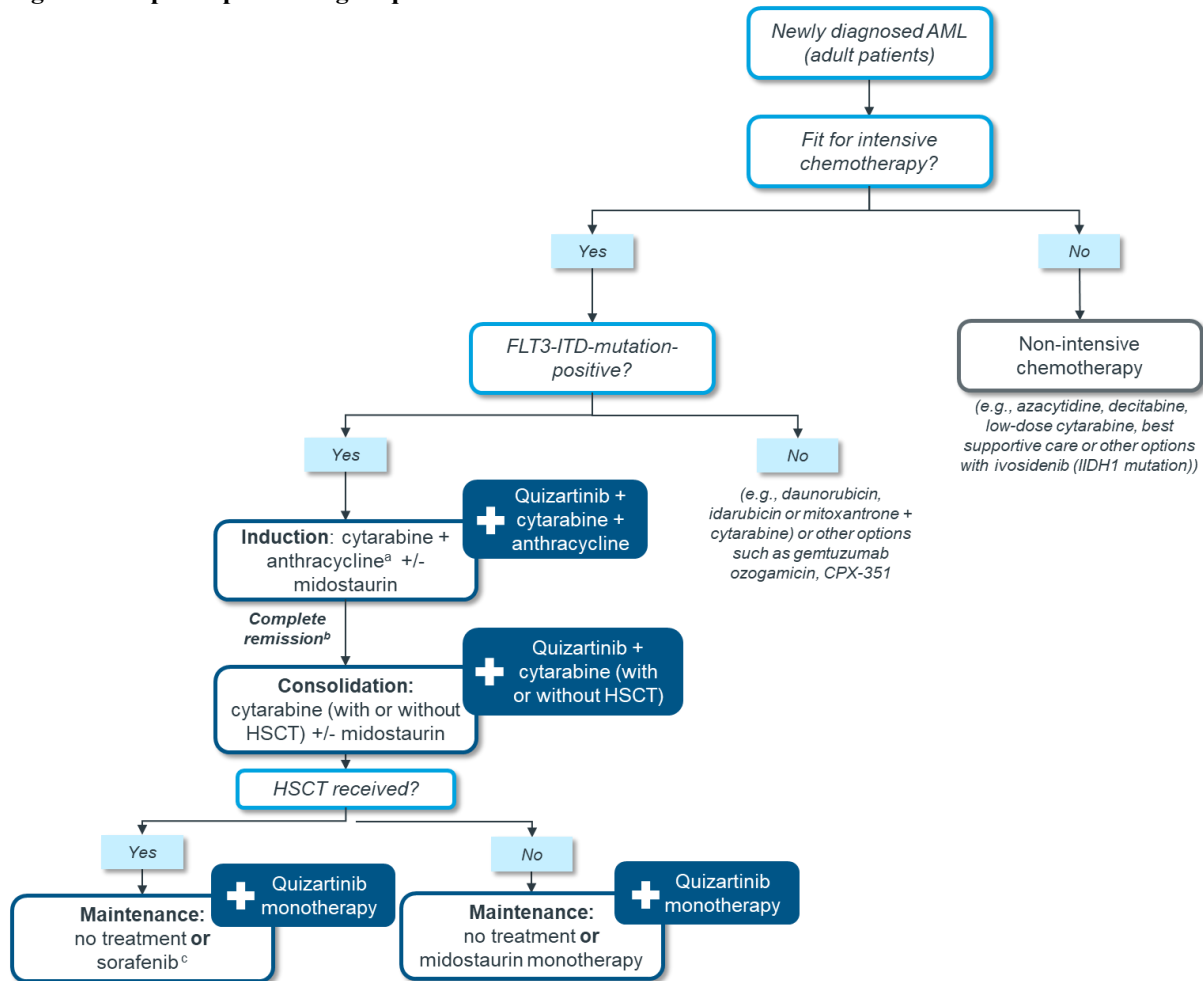 Newly diagnosed AML
(adult patients)
Fit for intensive
chemotherapy?
Yes
No
FLT3-ITD-mutation-
positive?
Non-intensive
chemotherapy
(e.g., azacytidine, decitabine,
low-dose cytarabine, best
supportive care or other options
with ivosidenib (IIDH1 mutation))
Yes
No
(e.g., daunorubicin,
idarubicin or mitoxantrone +
cytarabine) or other options
such as gemtuzumab
ozogamicin, CPX-351
Quizartinib +
cytarabine +
anthracycline
Induction: cytarabine +
anthracyclineᵃ +/-
midostaurin
Complete
remissionᵇ
Quizartinib +
cytarabine (with
or without HSCT)
Consolidation:
cytarabine (with or without
HSCT) +/- midostaurin
HSCT received?
Yes
No
Quizartinib
monotherapy
Maintenance:
no treatment or
sorafenibᶜ
Quizartinib
monotherapy
Maintenance:
no treatment or
midostaurin monotherapy